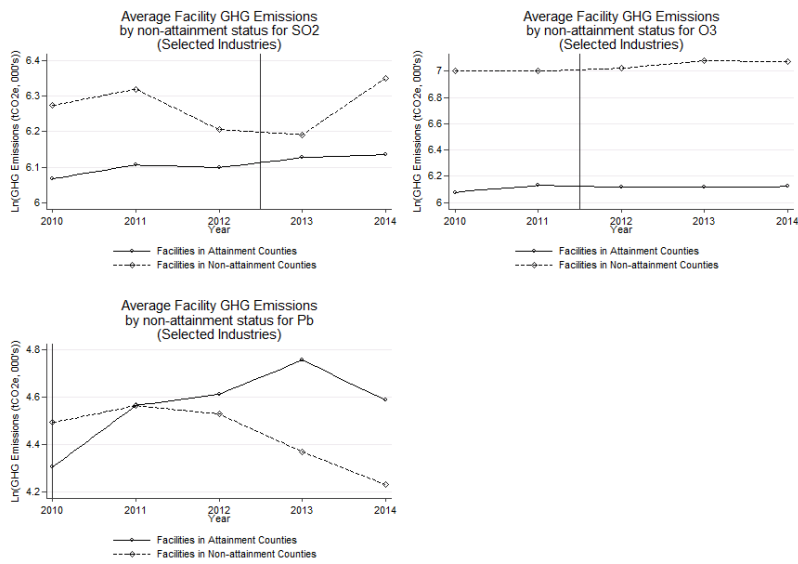 Average Facility GHG Emissions
by non-attainment status for SO2
(Selected Industries)
Ln(GHG Emissions (tCO2e, 000's))
6.4
6.3
6.2
6.1
6
2010
2011
2012
2013
2014
Year
Facilities in Attainment Counties
Facilities in Non-attainment Counties
Average Facility GHG Emissions
by non-attainment status for O3
(Selected Industries)
Ln(GHG Emissions (tCO2e, 000's))
7
6.8
6.6
6.4
6.2
6
2010
2011
2012
2013
2014
Year
Facilities in Attainment Counties
Facilities in Non-attainment Counties
Average Facility GHG Emissions
by non-attainment status for Pb
(Selected Industries)
Ln(GHG Emissions (tCO2e, 000's))
4.8
4.6
4.4
4.2
2010
2011
2012
2013
2014
Year
Facilities in Attainment Counties
Facilities in Non-attainment Counties